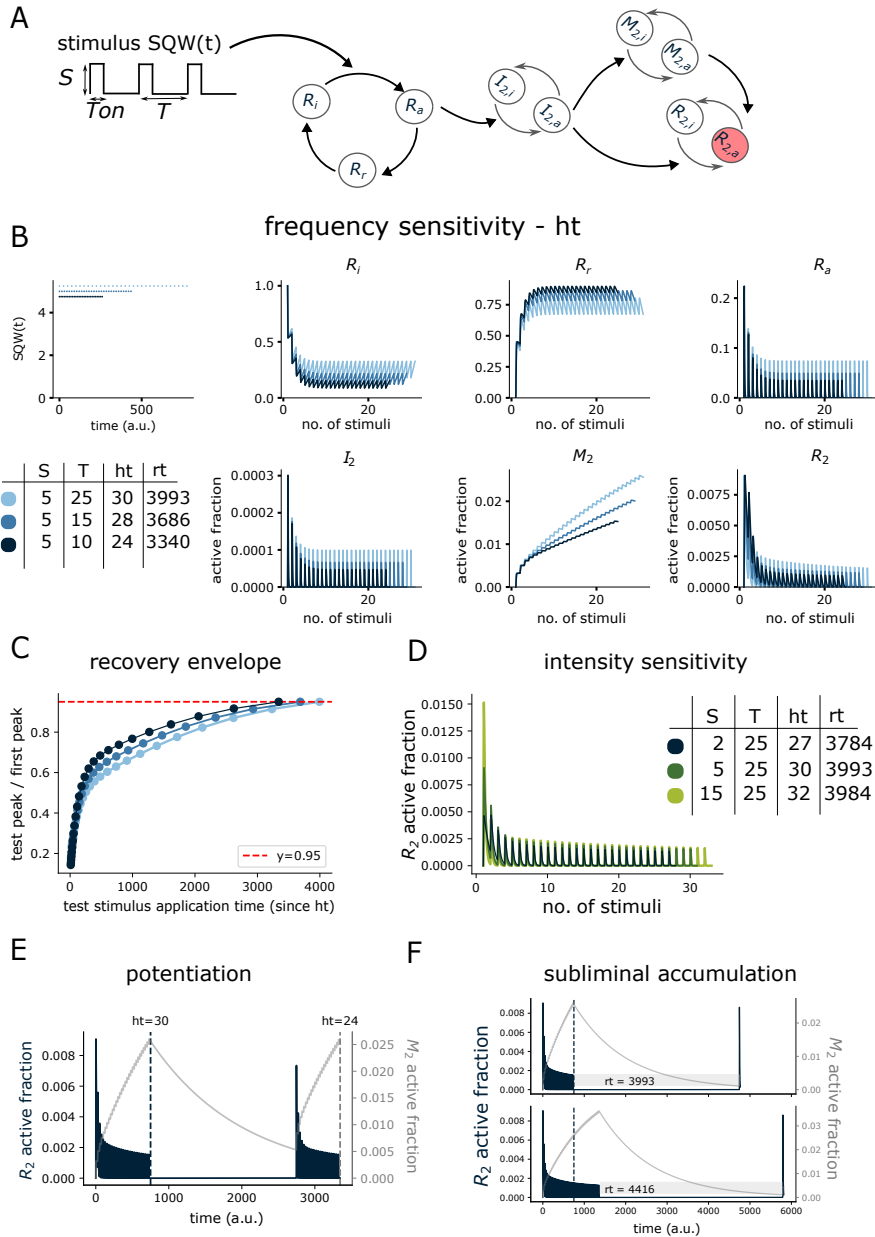 A
stimulus SQW(t)
S
Ton
T
R_i
R_a
R_r
I_2,i
I_2,a
M_2,i
M_2,a
R_2,i
R_2,a
B
frequency sensitivity - ht
SQW(t)
4
2
0
0 500
time (a.u.)
R_i
1.0
0.5
0.0
0 20
no. of stimuli
R_r
0.75
0.50
0.25
0.00
0 20
no. of stimuli
R_a
0.2
0.1
0.0
0 20
no. of stimuli
S T ht rt
5 25 30 3993
5 15 28 3686
5 10 24 3340
I_2
active fraction
0.0003
0.0002
0.0001
0.0000
0 20
no. of stimuli
M_2
active fraction
0.02
0.01
0.00
0 20
no. of stimuli
R_2
active fraction
0.0075
0.0050
0.0025
0.0000
0 20
no. of stimuli
C
recovery envelope
test peak / first peak
0.8
0.6
0.4
0.2
y=0.95
0 1000 2000 3000 4000
test stimulus application time (since ht)
D
intensity sensitivity
R_2 active fraction
0.0150
0.0125
0.0100
0.0075
0.0050
0.0025
0.0000
0 10 20 30
no. of stimuli
S T ht rt
2 25 27 3784
5 25 30 3993
15 25 32 3984
E
potentiation
ht=30 ht=24
R_2 active fraction
0.008
0.006
0.004
0.002
0.000
0.025
0.020
0.015
0.010
0.005
0.000
M_2 active fraction
0 1000 2000 3000
time (a.u.)
F
subliminal accumulation
R_2 active fraction
0.008
0.006
0.004
0.002
0.000
rt = 3993
0.02
0.01
0.00
0.008
0.006
0.004
0.002
0.000
rt = 4416
0.03
0.02
0.01
0.00
M_2 active fraction
0 1000 2000 3000 4000 5000 6000
time (a.u.)